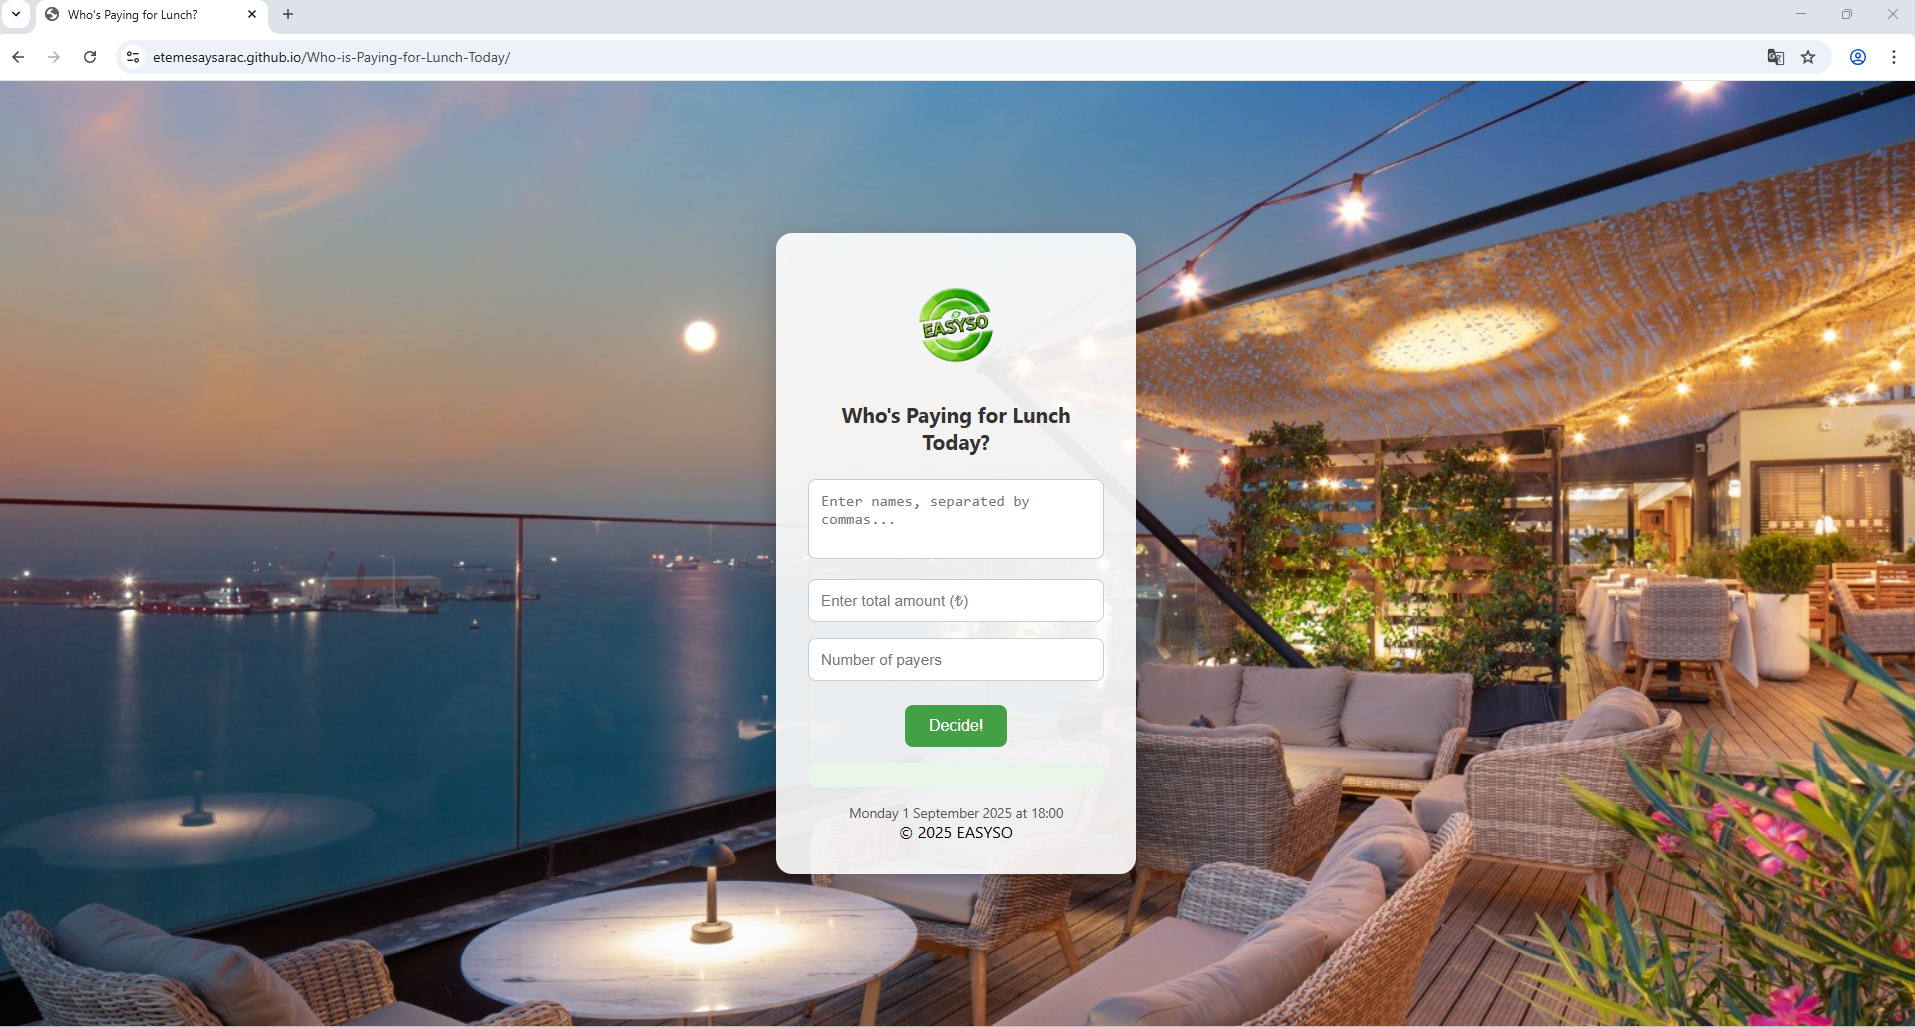 Who's Paying for Lunch?
etemesaysarac.github.io/Who-is-Paying-for-Lunch-Today/
EASYSO
Who's Paying for Lunch
Today?
Enter names, separated by
commas...
Enter total amount (₺)
Number of payers
Decide!
Monday 1 September 2025 at 18:00
© 2025 EASYSO